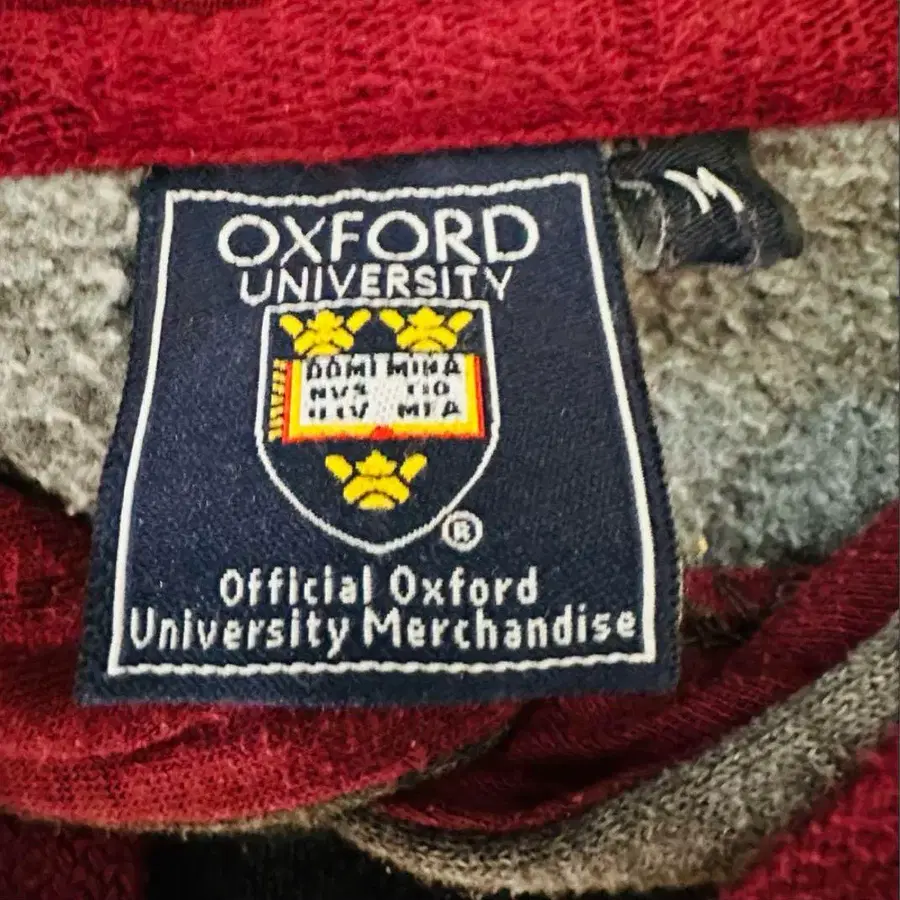 OXFORD
UNIVERSITY
DOMI MINA
NVS TIO
ILLV MEA
®
Official Oxford
University Merchandise
M